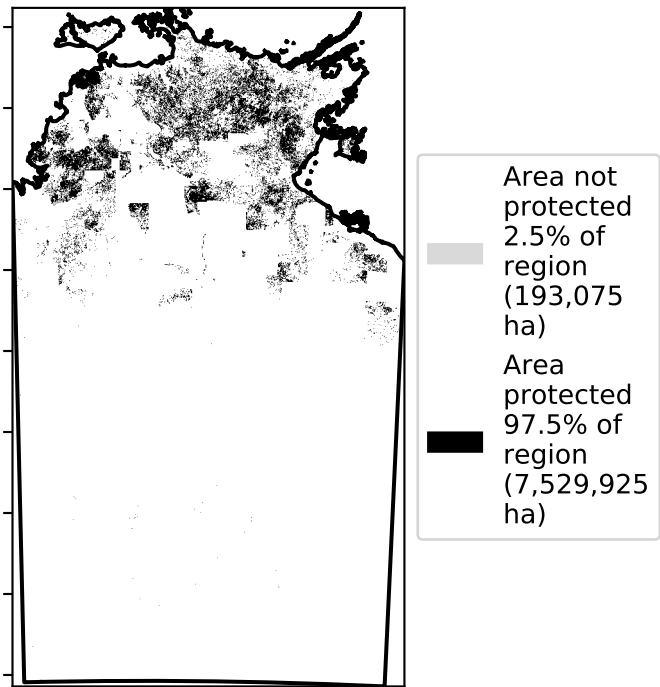 Area not
protected
2.5% of
region
(193,075
ha)
Area
protected
97.5% of
region
(7,529,925
ha)